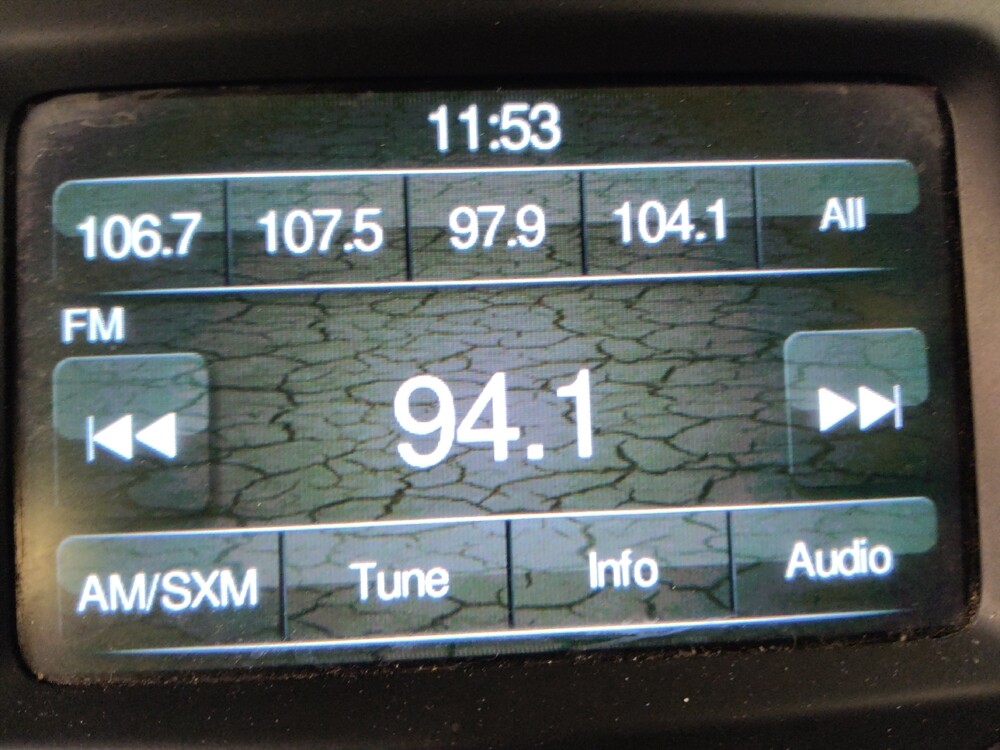 11:53
106.7 107.5 97.9 104.1 All
FM
94.1
AM/SXM Tune Info Audio